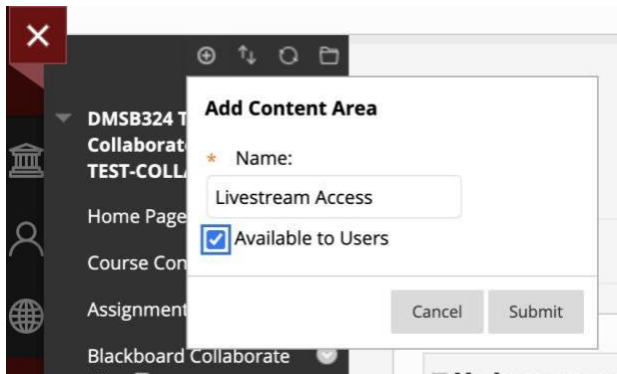 DMSB324
Collaborat
TEST-COLL
Home Page
Course Con
Assignment
Blackboard Collaborate
Add Content Area
* Name:
Livestream Access
Available to Users
Cancel
Submit